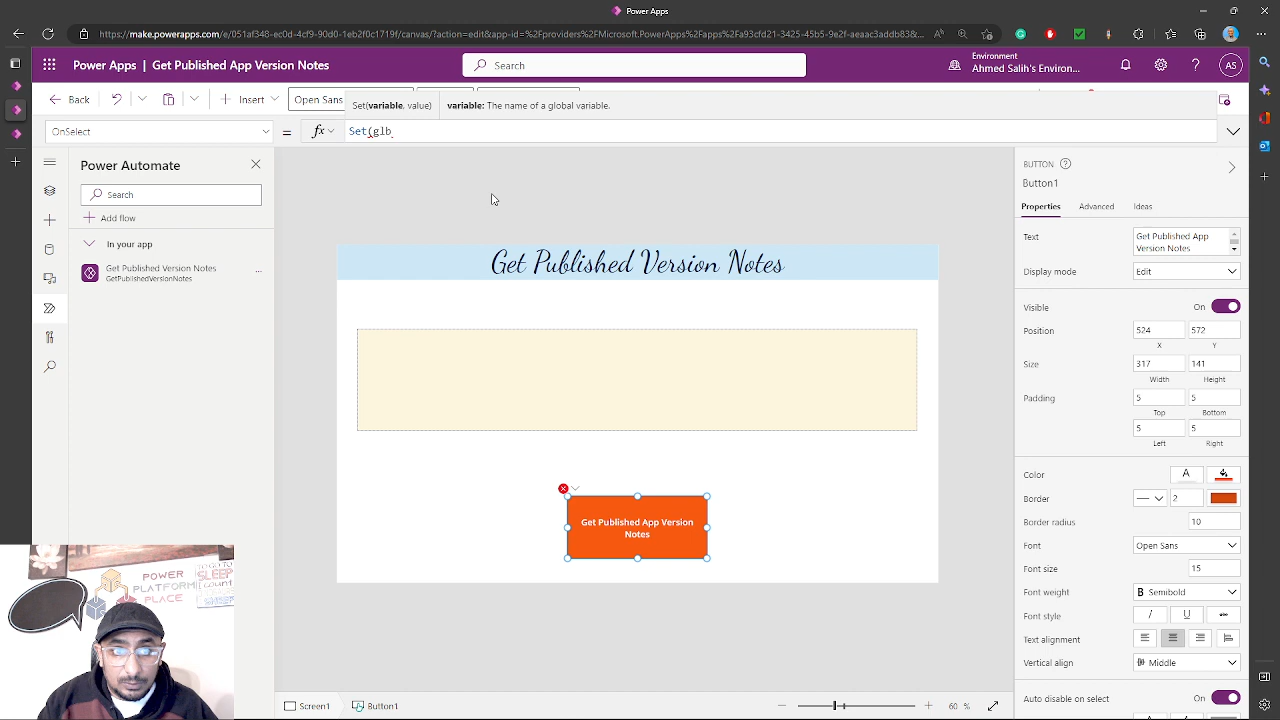 Power Apps
https://make.powerapps.com/e/051af348-ec0d-4cf9-90d0-1eb2f0c1719f/canvas/?action=edit&app-id=%2Fproviders%2FMicrosoft.PowerApps%2Fapps%2Fa93cfd21-3425-45b5-9e2f-aeaac3addb838...
Power Apps | Get Published App Version Notes
Search
Environment
Ahmed Salih's Environ...
AS
Back
Insert
Open Sans
Set(variable, value)
variable: The name of a global variable.
OnSelect
=
fx
Set(glb
Power Automate
Search
Add flow
In your app
Get Published Version Notes
GetPublishedVersionNotes
Get Published Version Notes
Get Published App Version
Notes
BUTTON
Button1
Properties
Advanced
Ideas
Text
Get Published App
Version Notes
Display mode
Edit
Visible
On
Position
524
572
X
Y
Size
317
141
Width
Height
Padding
5
5
Top
Bottom
5
5
Left
Right
Color
A
Border
2
Border radius
10
Font
Open Sans
Font size
15
Font weight
B Semibold
Font style
I
U
Text alignment
Vertical align
Middle
Auto disable on select
On
POWER
PLATFORM
PLACE
SLEEP
Screen1
Button1
60 %